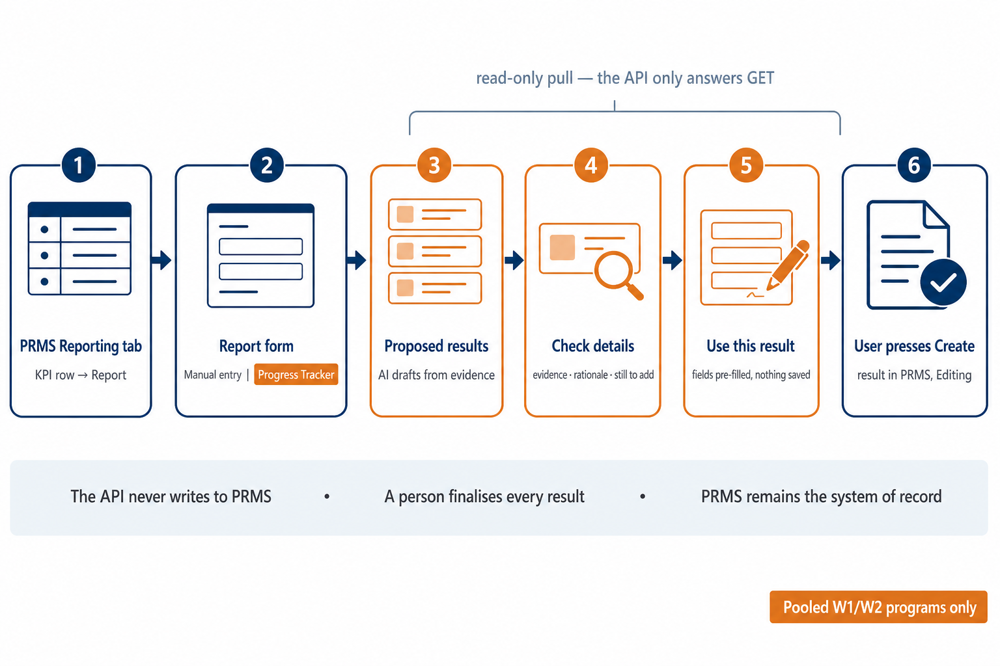 read-only pull — the API only answers GET
1
2
3
4
5
6
PRMS Reporting tab
KPI row → Report
Report form
Manual entry | Progress Tracker
Proposed results
AI drafts from evidence
Check details
evidence · rationale · still to add
Use this result
fields pre-filled, nothing saved
User presses Create
result in PRMS, Editing
The API never writes to PRMS • A person finalises every result • PRMS remains the system of record
Pooled W1/W2 programs only